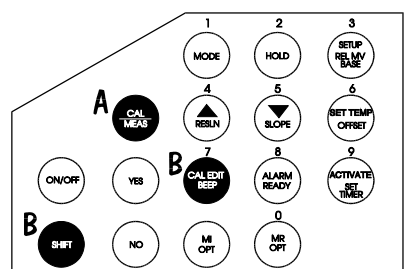 1 2 3
MODE HOLD SETUP
REL MV
BASE
A 4 5 6
CAL
MEAS RESLN SLOPE SET TEMP
OFFSET
B 7 8 9
ON/OFF YES CAL EDIT
BEEP ALARM
READY ACTIVATE
SET
TIMER
B 0
SHIFT NO MI
OPT MR
OPT